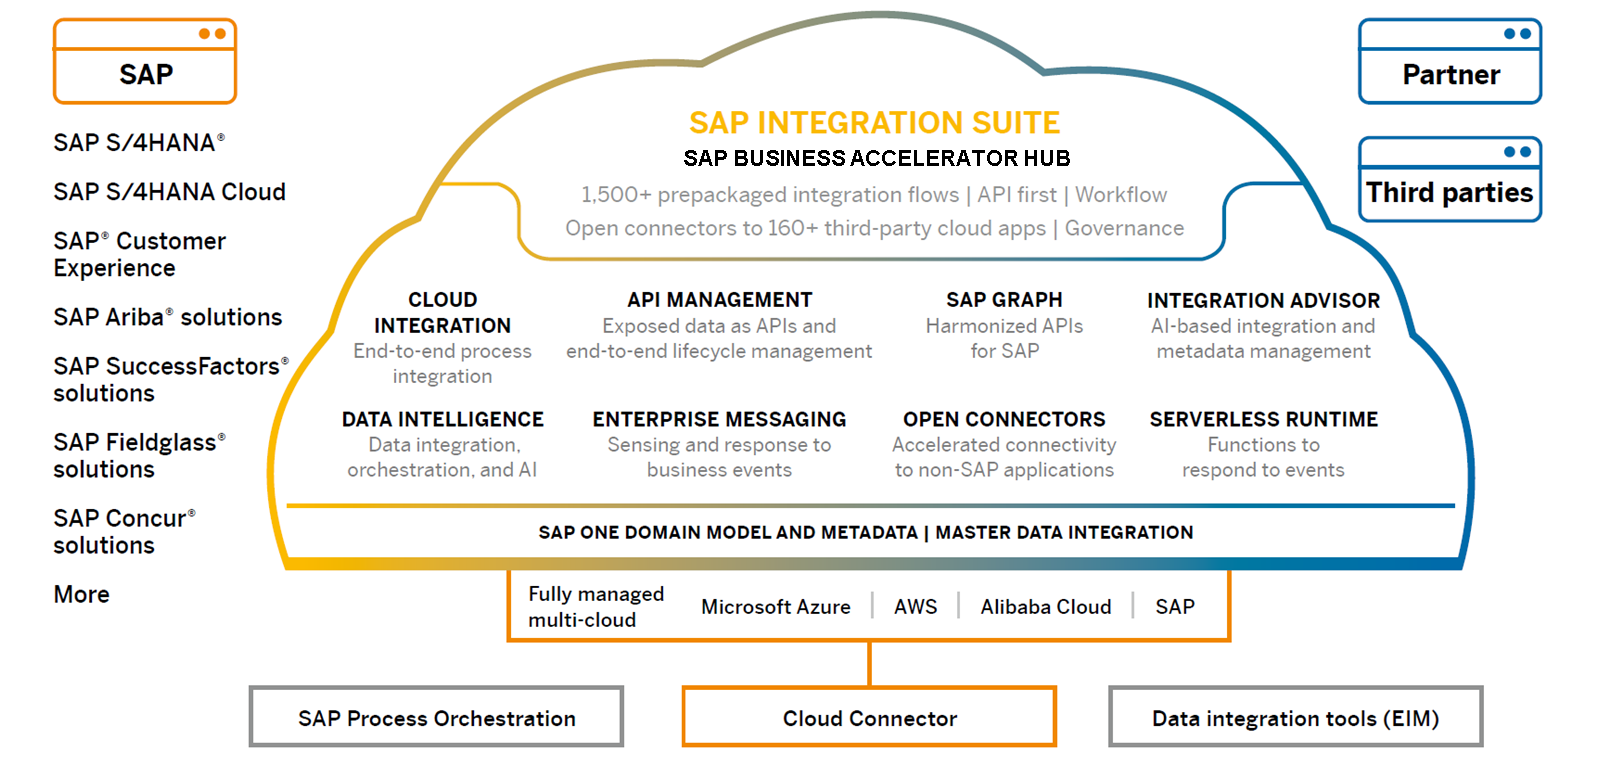 SAP
SAP S/4HANA®
SAP S/4HANA Cloud
SAP® Customer
Experience
SAP Ariba® solutions
SAP SuccessFactors®
solutions
SAP Fieldglass®
solutions
SAP Concur®
solutions
More
SAP INTEGRATION SUITE
SAP BUSINESS ACCELERATOR HUB
1,500+ prepackaged integration flows | API first | Workflow
Open connectors to 160+ third-party cloud apps | Governance
CLOUD
INTEGRATION
End-to-end process
integration
API MANAGEMENT
Exposed data as APIs and
end-to-end lifecycle management
SAP GRAPH
Harmonized APIs
for SAP
INTEGRATION ADVISOR
AI-based integration and
metadata management
DATA INTELLIGENCE
Data integration,
orchestration, and AI
ENTERPRISE MESSAGING
Sensing and response to
business events
OPEN CONNECTORS
Accelerated connectivity
to non-SAP applications
SERVERLESS RUNTIME
Functions to
respond to events
SAP ONE DOMAIN MODEL AND METADATA | MASTER DATA INTEGRATION
Fully managed
multi-cloud
Microsoft Azure | AWS | Alibaba Cloud | SAP
Partner
Third parties
SAP Process Orchestration
Cloud Connector
Data integration tools (EIM)